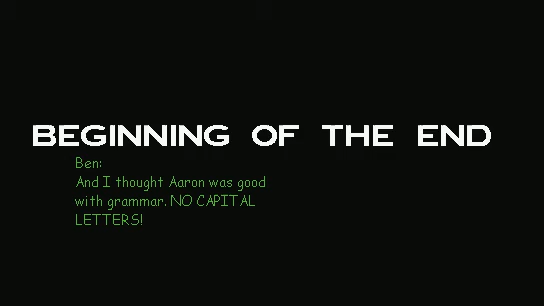 BEGINNING OF THE END
Ben:
And I thought Aaron was good
with grammar. NO CAPITAL
LETTERS!